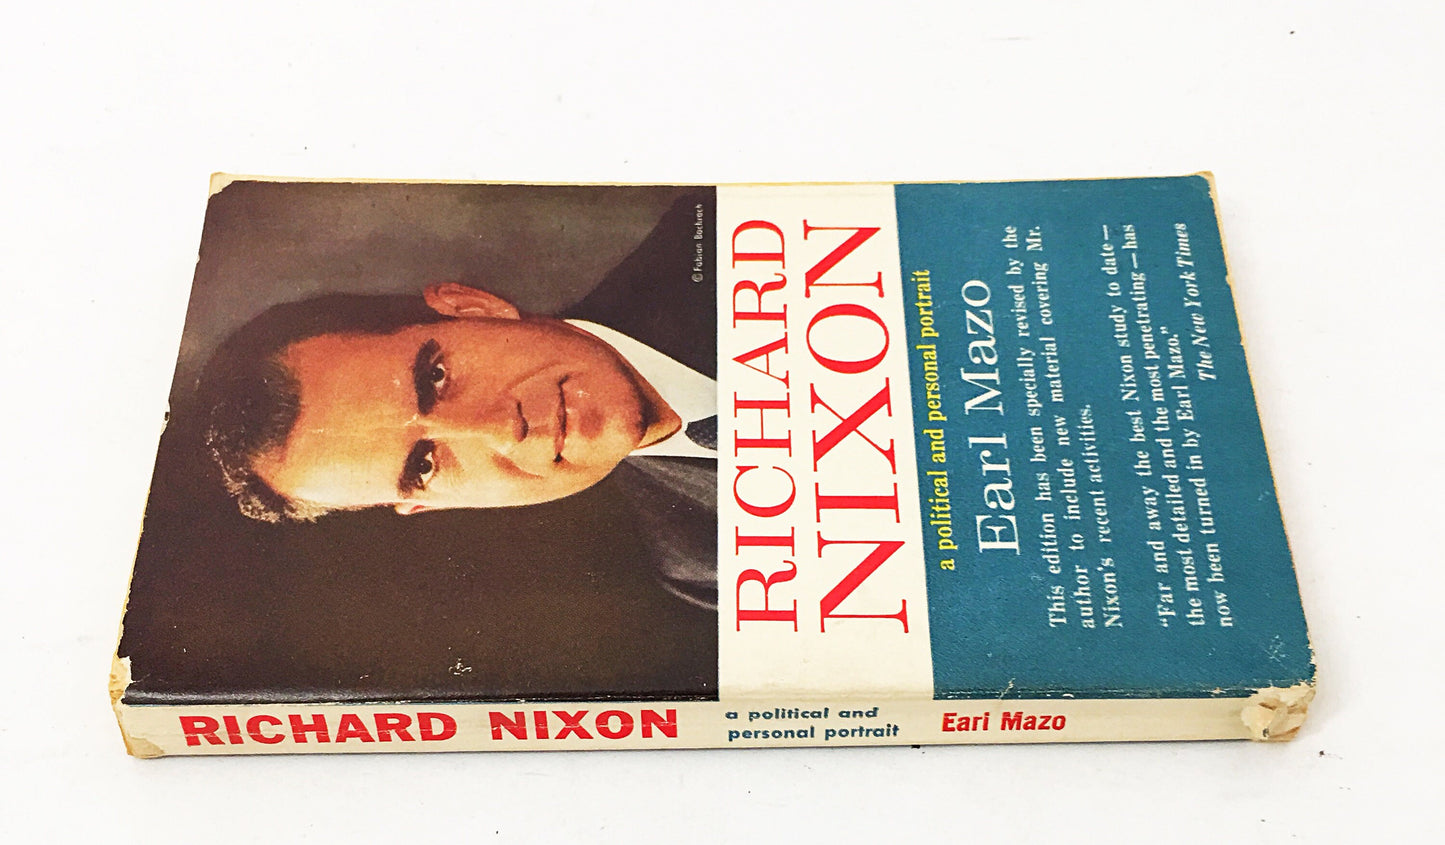 © Fabian Bachrach
RICHARD
NIXON
a political and personal portrait
Earl Mazo
This edition has been specially revised by the
author to include new material covering Mr.
Nixon's recent activities.
"Far and away the best Nixon study to date—
the most detailed and the most penetrating—has
now been turned in by Earl Mazo."
The New York Times
RICHARD NIXON
a political and
personal portrait
Earl Mazo